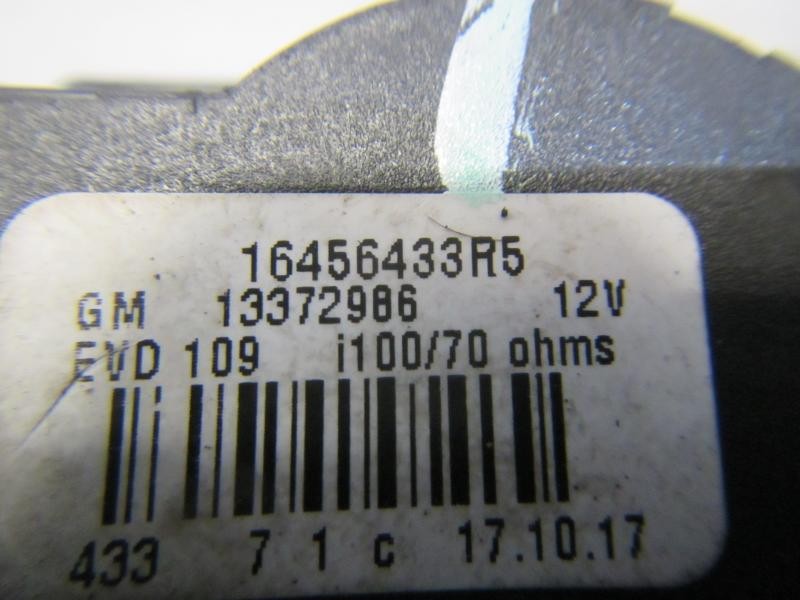 16456433R5
GM 13372986 12V
EVD 109 i100/70 ohms
433 7 1 c 17.10.17